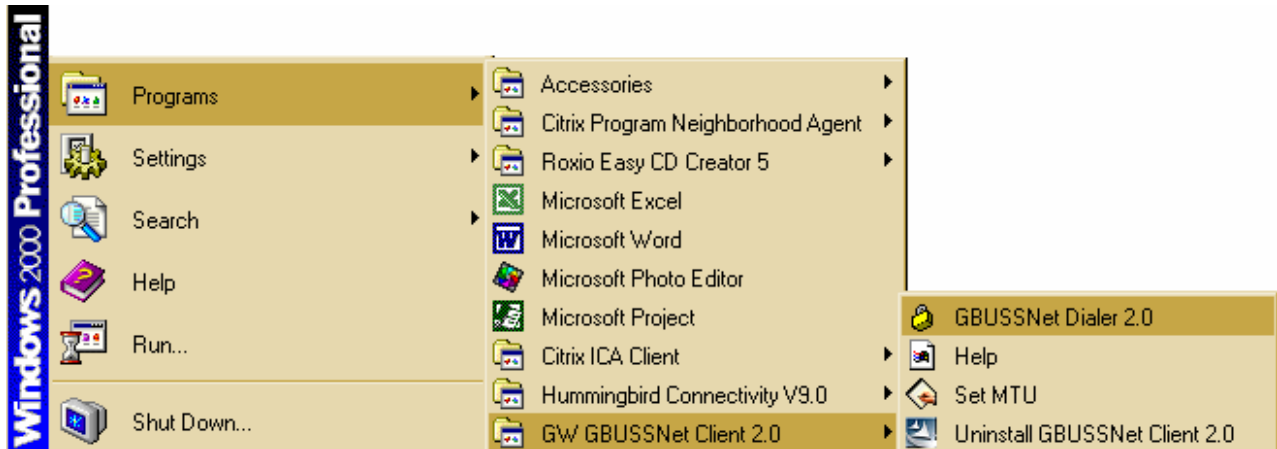 Windows 2000 Professional
Programs
Settings
Search
Help
Run...
Shut Down...
Accessories
Citrix Program Neighborhood Agent
Roxio Easy CD Creator 5
Microsoft Excel
Microsoft Word
Microsoft Photo Editor
Microsoft Project
Citrix ICA Client
Hummingbird Connectivity V9.0
GW GBUSSNet Client 2.0
GBUSSNet Dialer 2.0
Help
Set MTU
Uninstall GBUSSNet Client 2.0